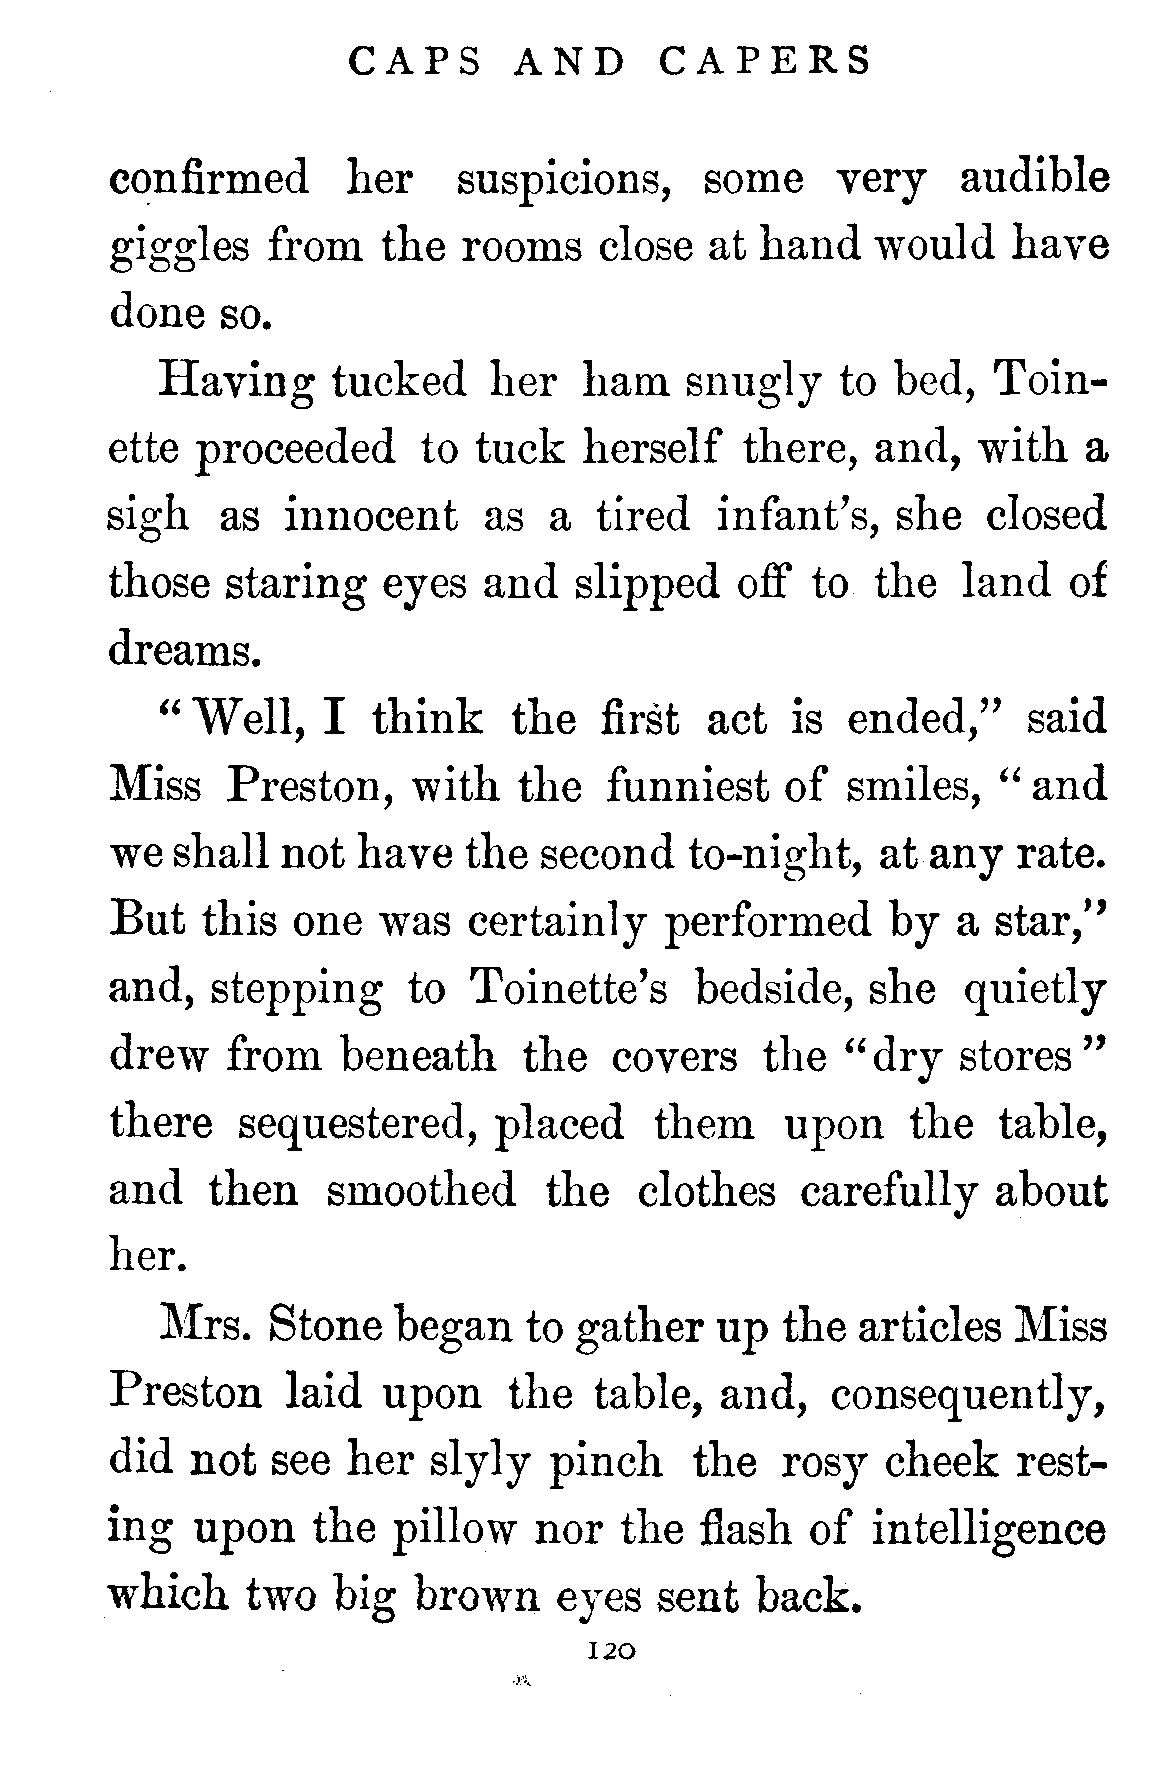 CAPS AND CAPERS
confirmed her suspicions, some very audible
giggles from the rooms close at hand would have
done so.
Having tucked her ham snugly to bed, Toin-
ette proceeded to tuck herself there, and, with a
sigh as innocent as a tired infant's, she closed
those staring eyes and slipped off to the land of
dreams.
"Well, I think the first act is ended," said
Miss Preston, with the funniest of smiles, "and
we shall not have the second to-night, at any rate.
But this one was certainly performed by a star,"
and, stepping to Toinette's bedside, she quietly
drew from beneath the covers the "dry stores"
there sequestered, placed them upon the table,
and then smoothed the clothes carefully about
her.
Mrs. Stone began to gather up the articles Miss
Preston laid upon the table, and, consequently,
did not see her slyly pinch the rosy cheek rest-
ing upon the pillow nor the flash of intelligence
which two big brown eyes sent back.
120